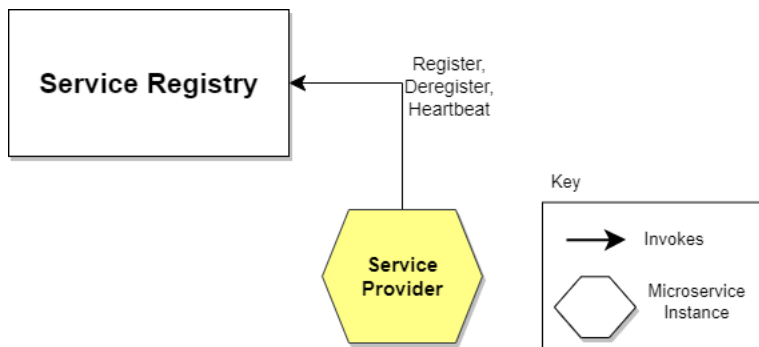 Service Registry
Register,
Deregister,
Heartbeat
Service
Provider
Key
Invokes
Microservice
Instance